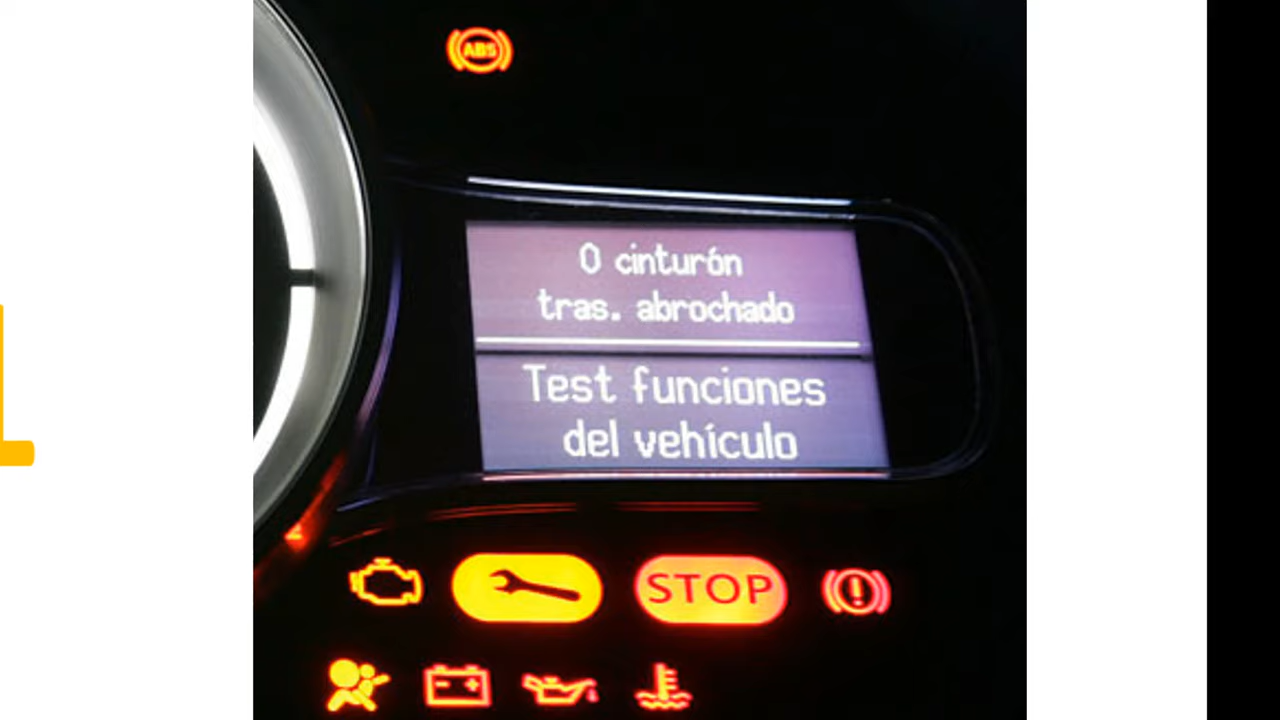 ABS
0 cinturón
tras. abrochado
Test funciones
del vehículo
STOP